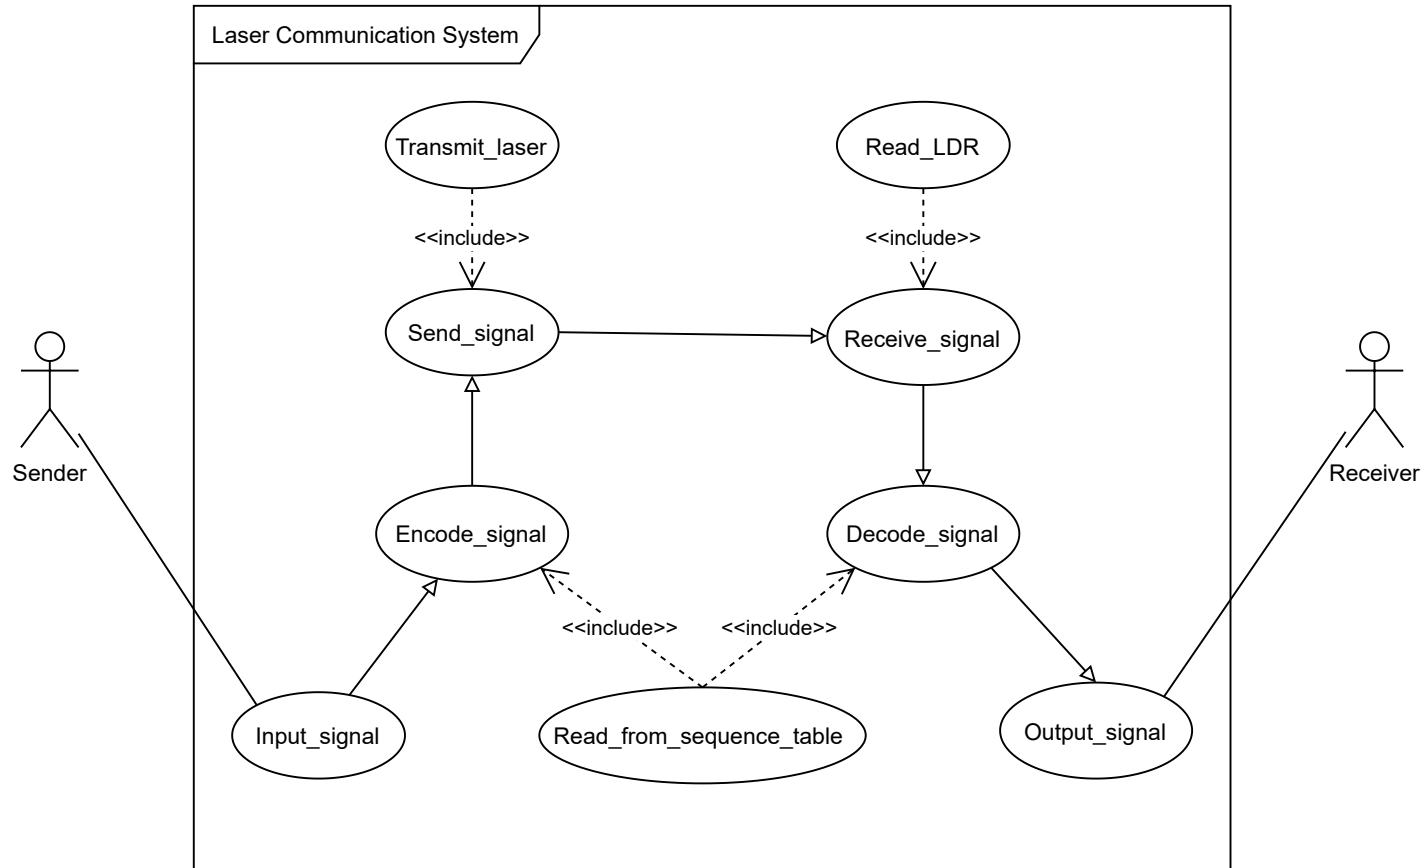 Laser Communication System
Transmit_laser
Read_LDR
<<include>>
<<include>>
Send_signal
Receive_signal
Sender
Receiver
Encode_signal
Decode_signal
<<include>>
<<include>>
Input_signal
Read_from_sequence_table
Output_signal